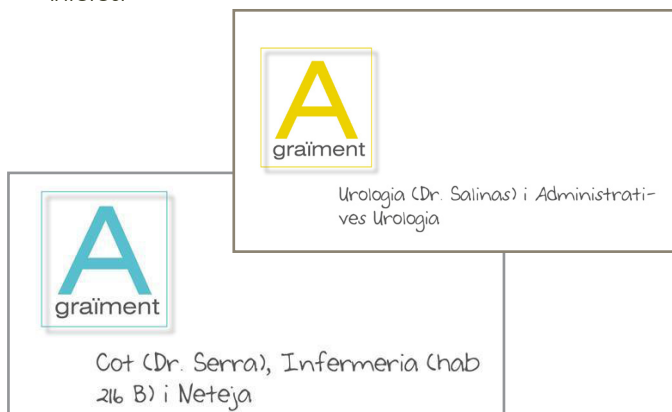 A
graïment
Urologia (Dr. Salinas) i Administrati-
ves Urologia
A
graïment
Cot (Dr. Serra), Infermeria (hab
216 B) i Neteja